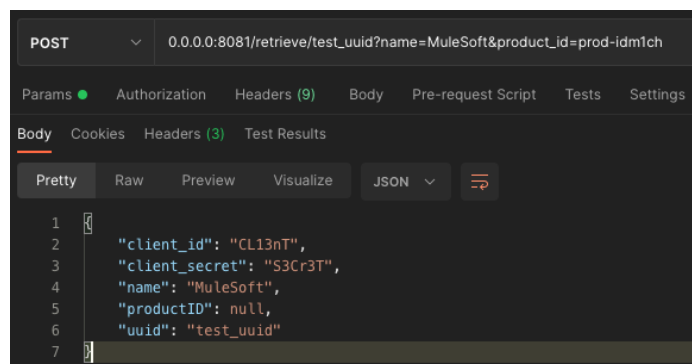 POST 0.0.0.0:8081/retrieve/test_uuid?name=MuleSoft&product_id=prod-idm1ch
Params Authorization Headers (9) Body Pre-request Script Tests Settings
Body Cookies Headers (3) Test Results
Pretty Raw Preview Visualize JSON
1 {
2 "client_id": "CL13nT",
3 "client_secret": "S3Cr3T",
4 "name": "MuleSoft",
5 "productID": null,
6 "uuid": "test_uuid"
7 }